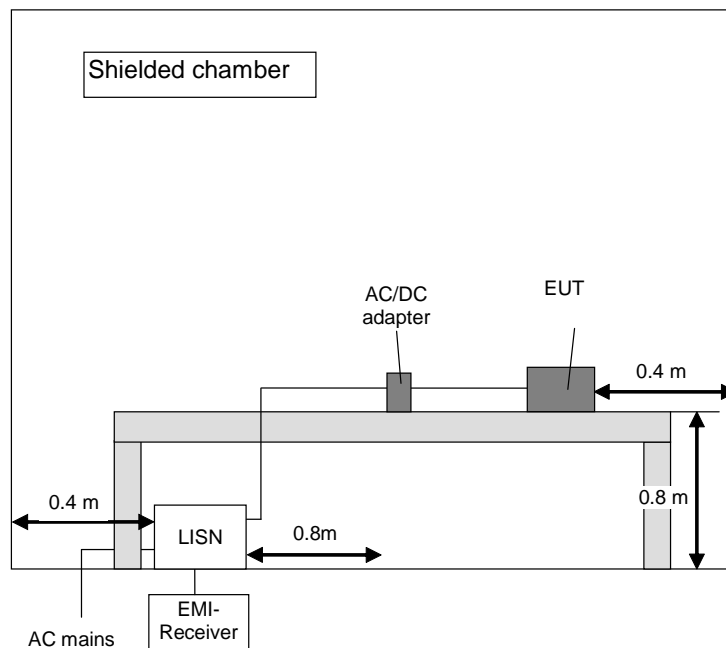 Shielded chamber
AC/DC
adapter
EUT
0.4 m
0.8 m
0.4 m
LISN
0.8m
EMI-
Receiver
AC mains